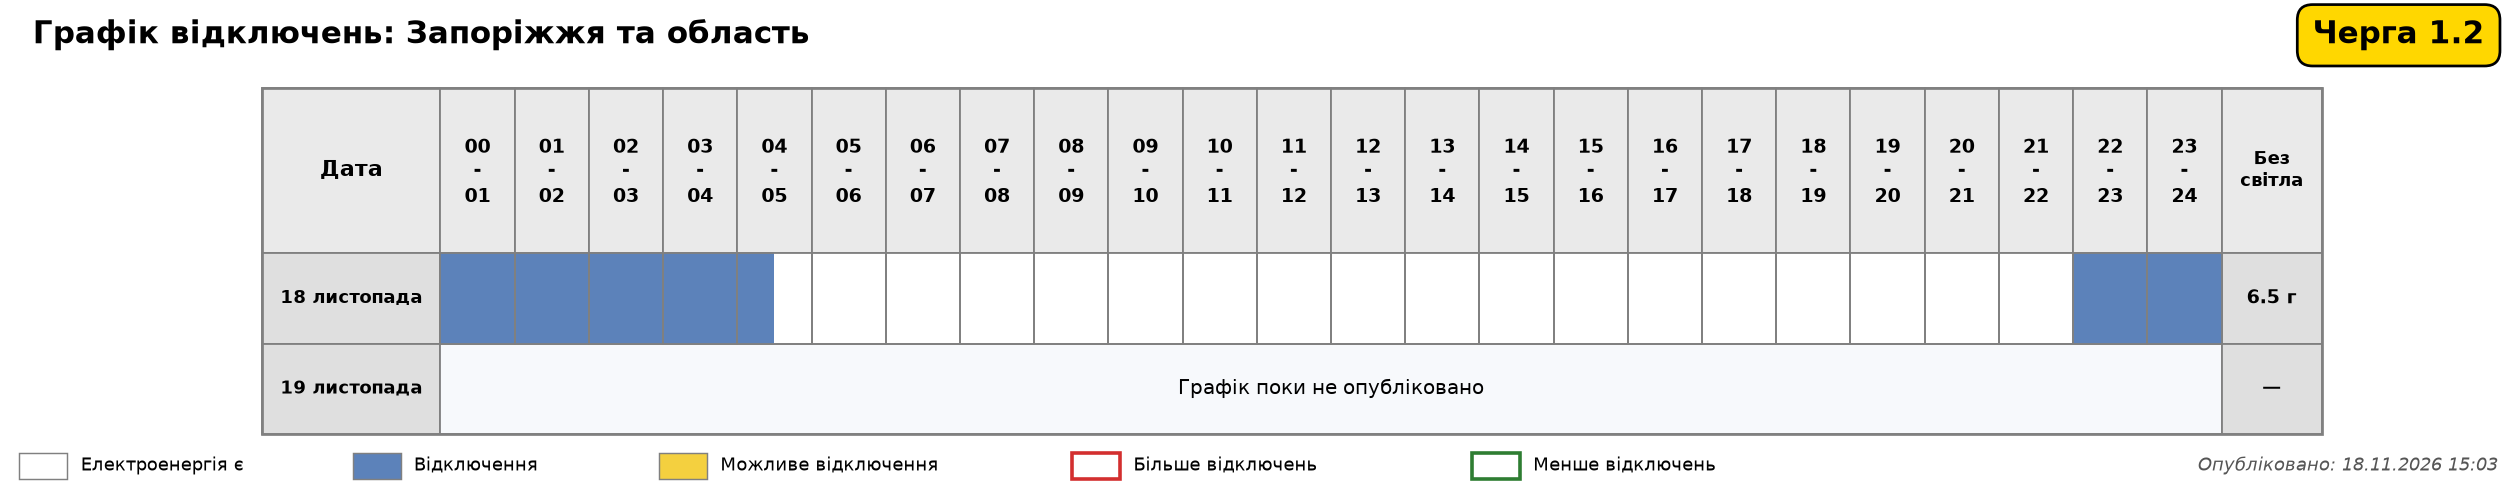 Графік відключень: Запоріжжя та область
Черга 1.2
Дата
00 - 01
01 - 02
02 - 03
03 - 04
04 - 05
05 - 06
06 - 07
07 - 08
08 - 09
09 - 10
10 - 11
11 - 12
12 - 13
13 - 14
14 - 15
15 - 16
16 - 17
17 - 18
18 - 19
19 - 20
20 - 21
21 - 22
22 - 23
23 - 24
Без
світла
18 листопада
6.5 г
19 листопада
Графік поки не опубліковано
—
Електроенергія є
Відключення
Можливе відключення
Більше відключень
Менше відключень
Опубліковано: 18.11.2026 15:03